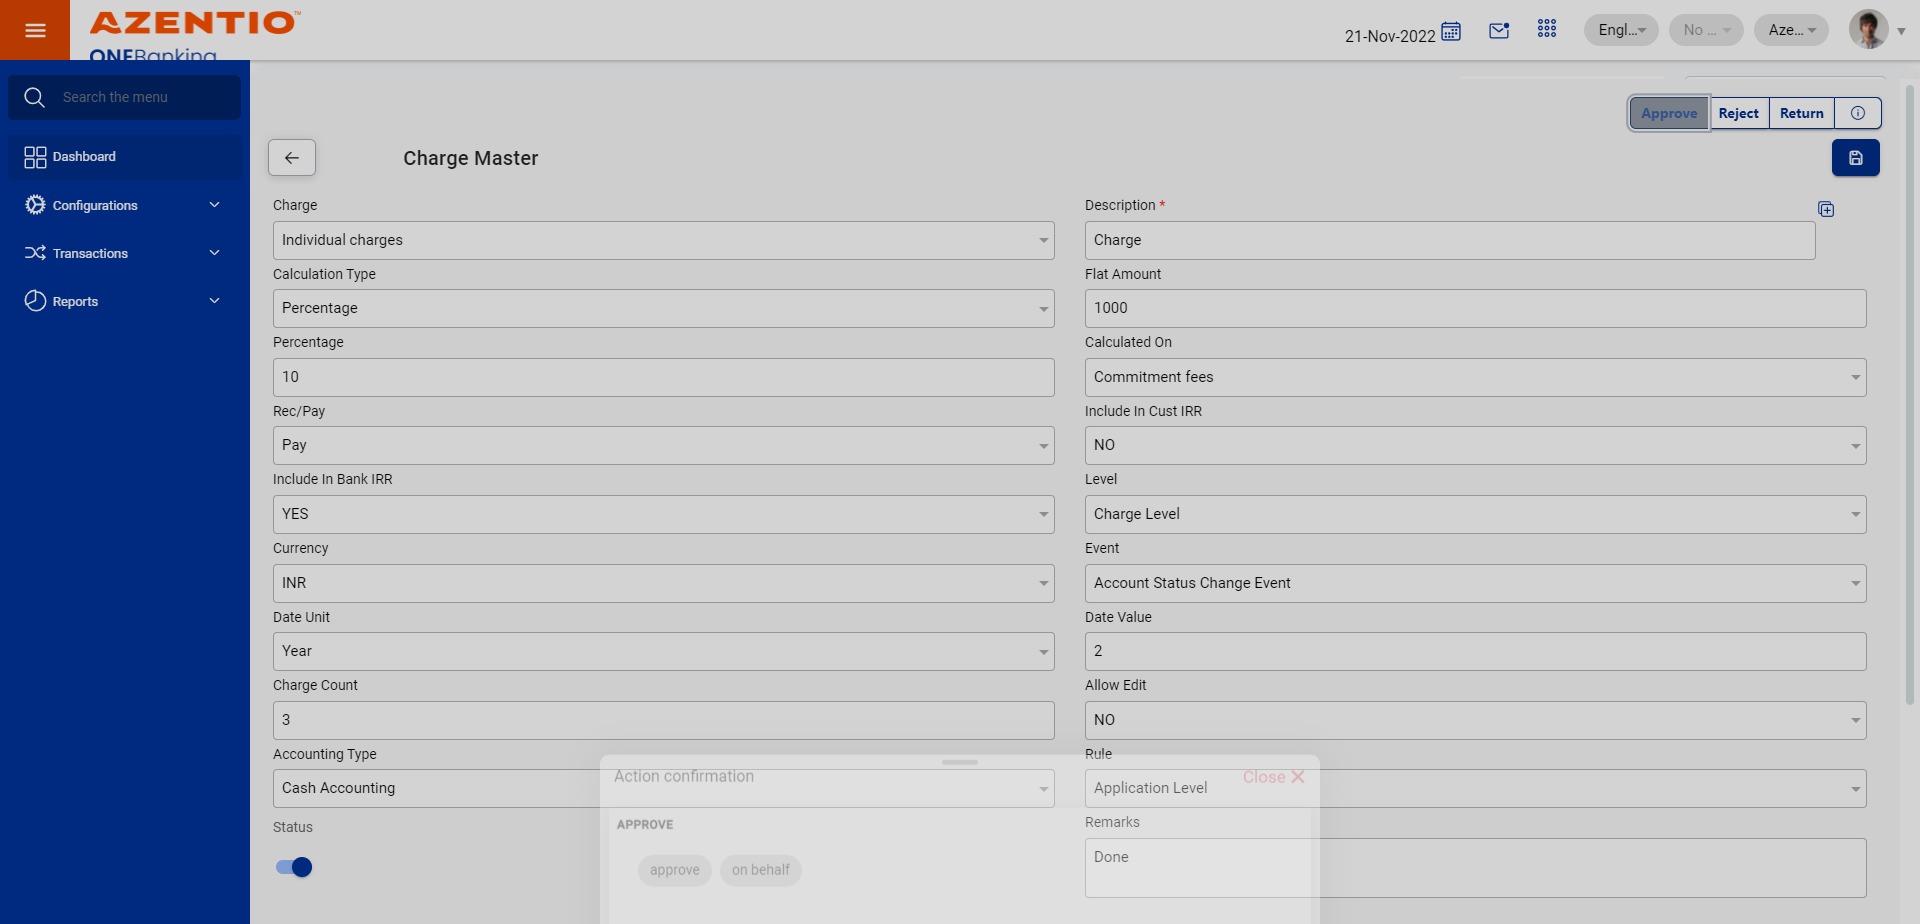 AZENTIO™
ONEBanking
21-Nov-2022
Engl...
No ...
Aze...
Search the menu
Dashboard
Configurations
Transactions
Reports
Approve
Reject
Return
Charge Master
Charge
Individual charges
Description *
Charge
Calculation Type
Percentage
Flat Amount
1000
Percentage
10
Calculated On
Commitment fees
Rec/Pay
Pay
Include In Cust IRR
NO
Include In Bank IRR
YES
Level
Charge Level
Currency
INR
Event
Account Status Change Event
Date Unit
Year
Date Value
2
Charge Count
3
Allow Edit
NO
Accounting Type
Cash Accounting
Rule
Application Level
Status
Remarks
Done
Action confirmation
Close
APPROVE
approve
on behalf